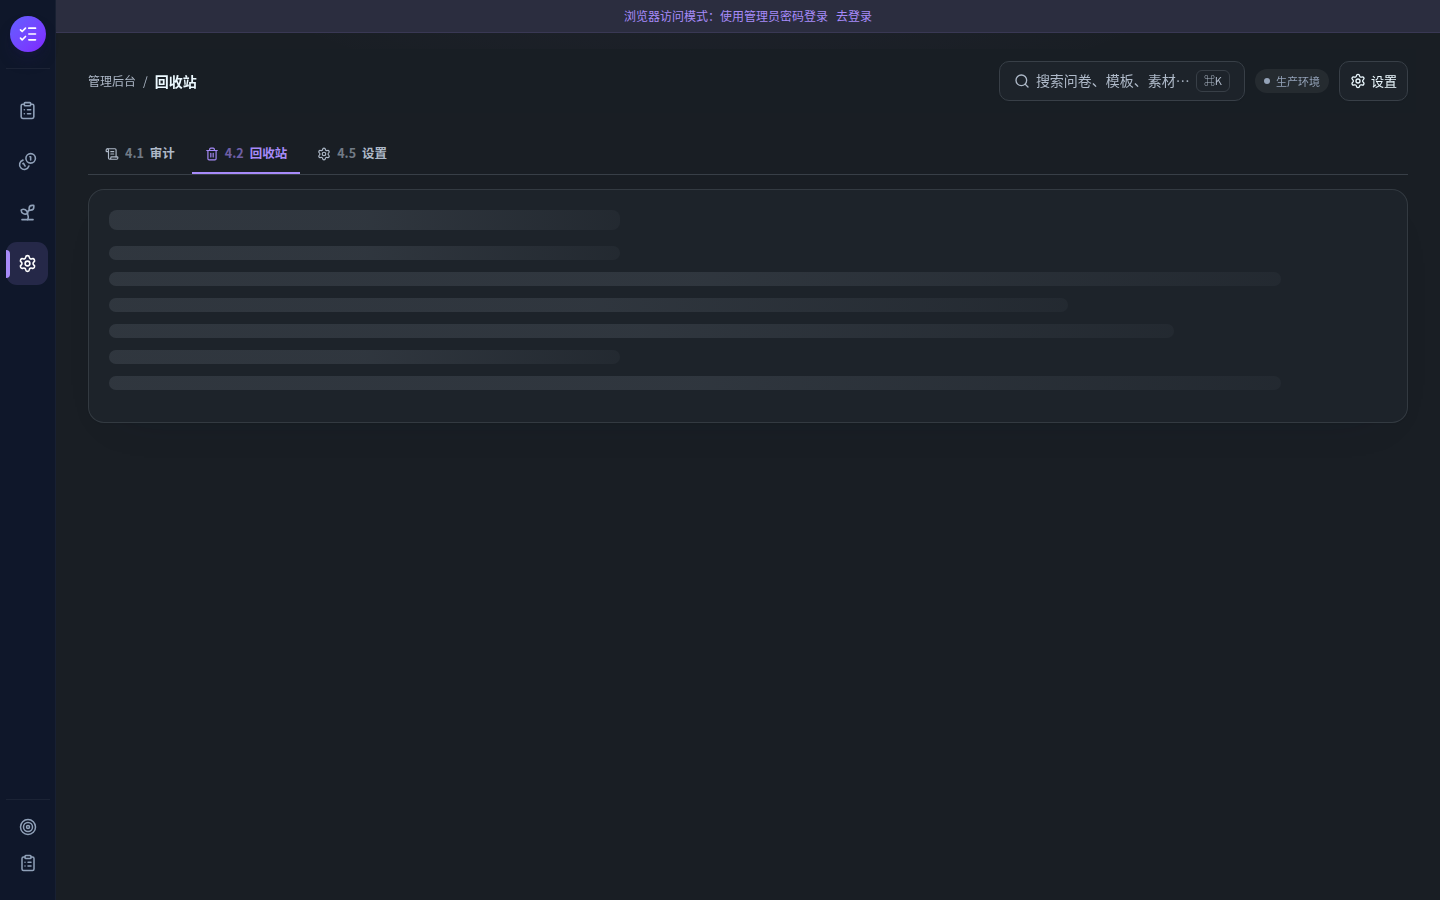 浏览器访问模式：使用管理员密码登录 去登录
管理后台 / 回收站
搜索问卷、模板、素材… ⌘K
生产环境
设置
4.1 审计
4.2 回收站
4.5 设置